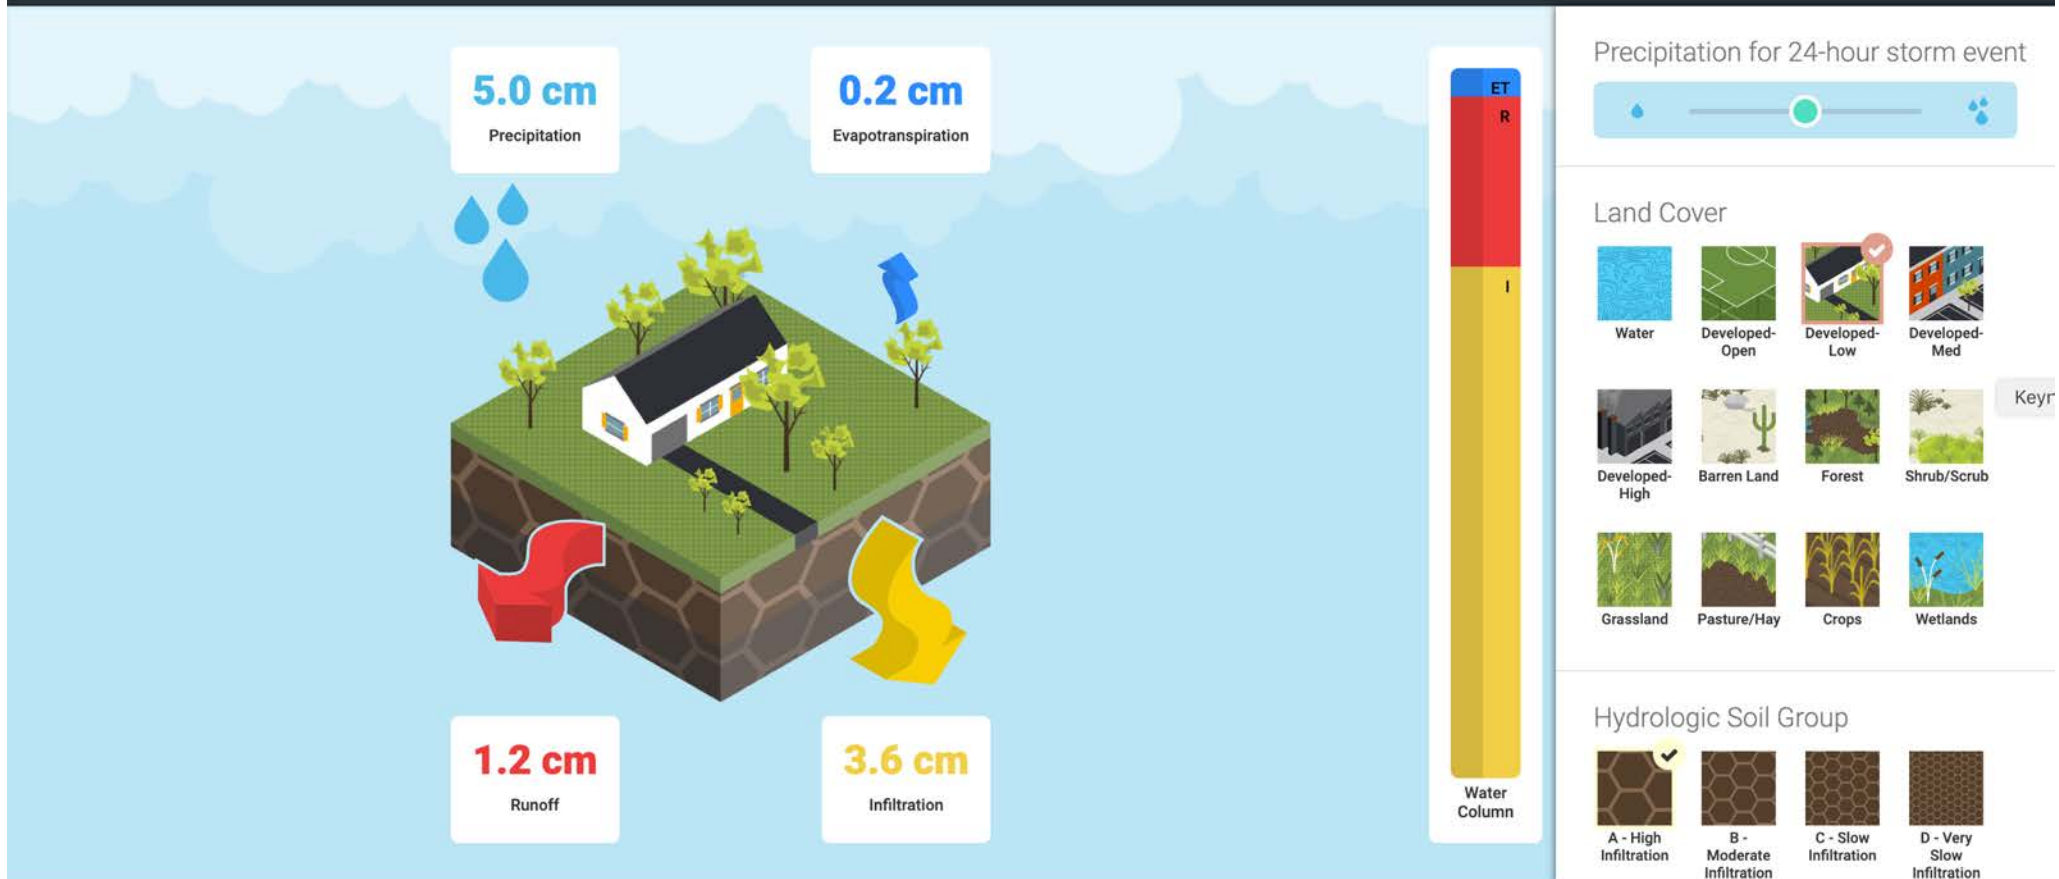 5.0 cm
Precipitation
0.2 cm
Evapotranspiration
1.2 cm
Runoff
3.6 cm
Infiltration
ET
R
I
Water
Column
Precipitation for 24-hour storm event
Land Cover
Water
Developed-
Open
Developed-
Low
Developed-
Med
Developed-
High
Barren Land
Forest
Shrub/Scrub
Grassland
Pasture/Hay
Crops
Wetlands
Hydrologic Soil Group
A - High
Infiltration
B -
Moderate
Infiltration
C - Slow
Infiltration
D - Very
Slow
Infiltration